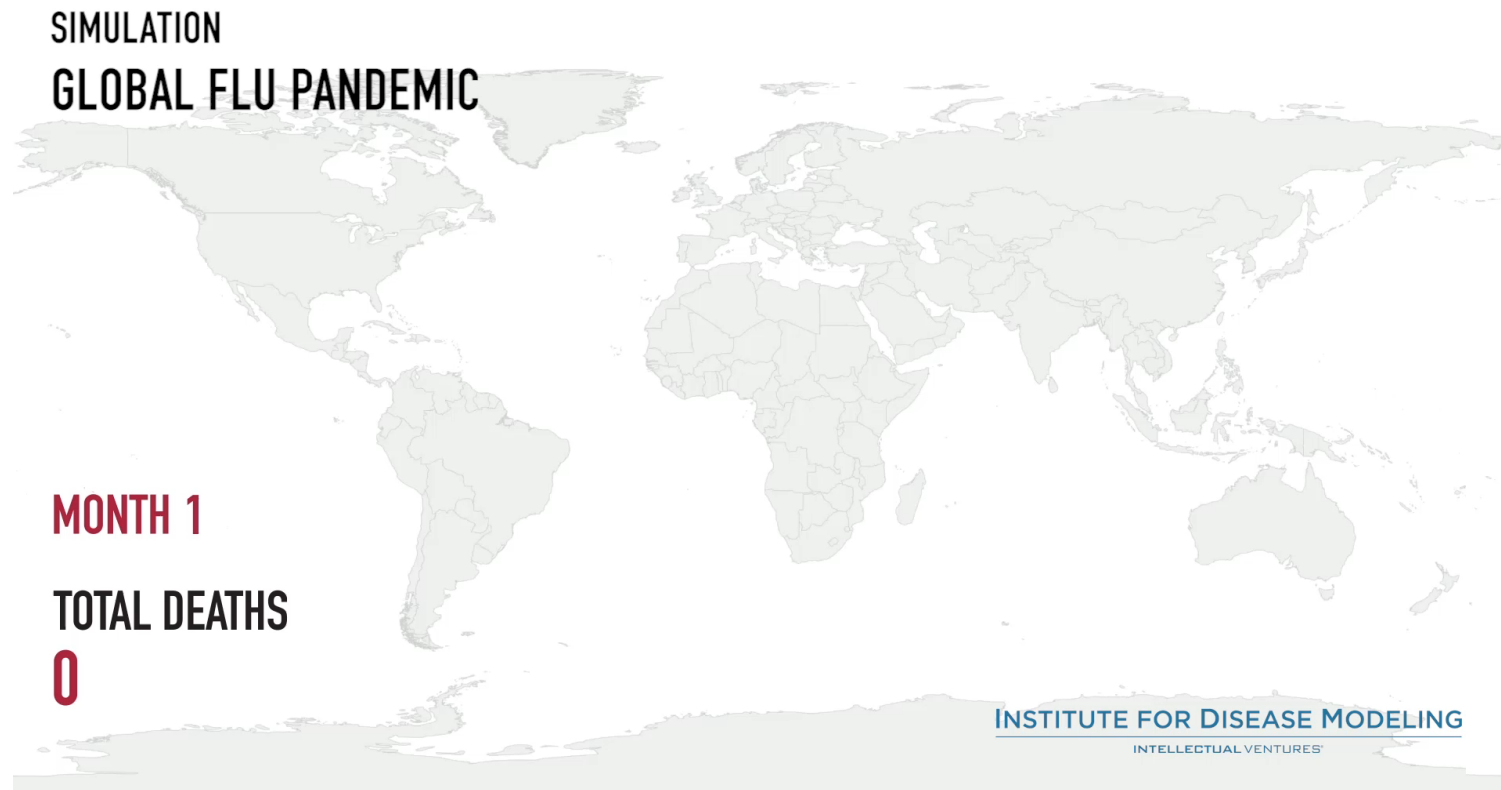 SIMULATION
GLOBAL FLU PANDEMIC
MONTH 1
TOTAL DEATHS
0
INSTITUTE FOR DISEASE MODELING
INTELLECTUAL VENTURES®